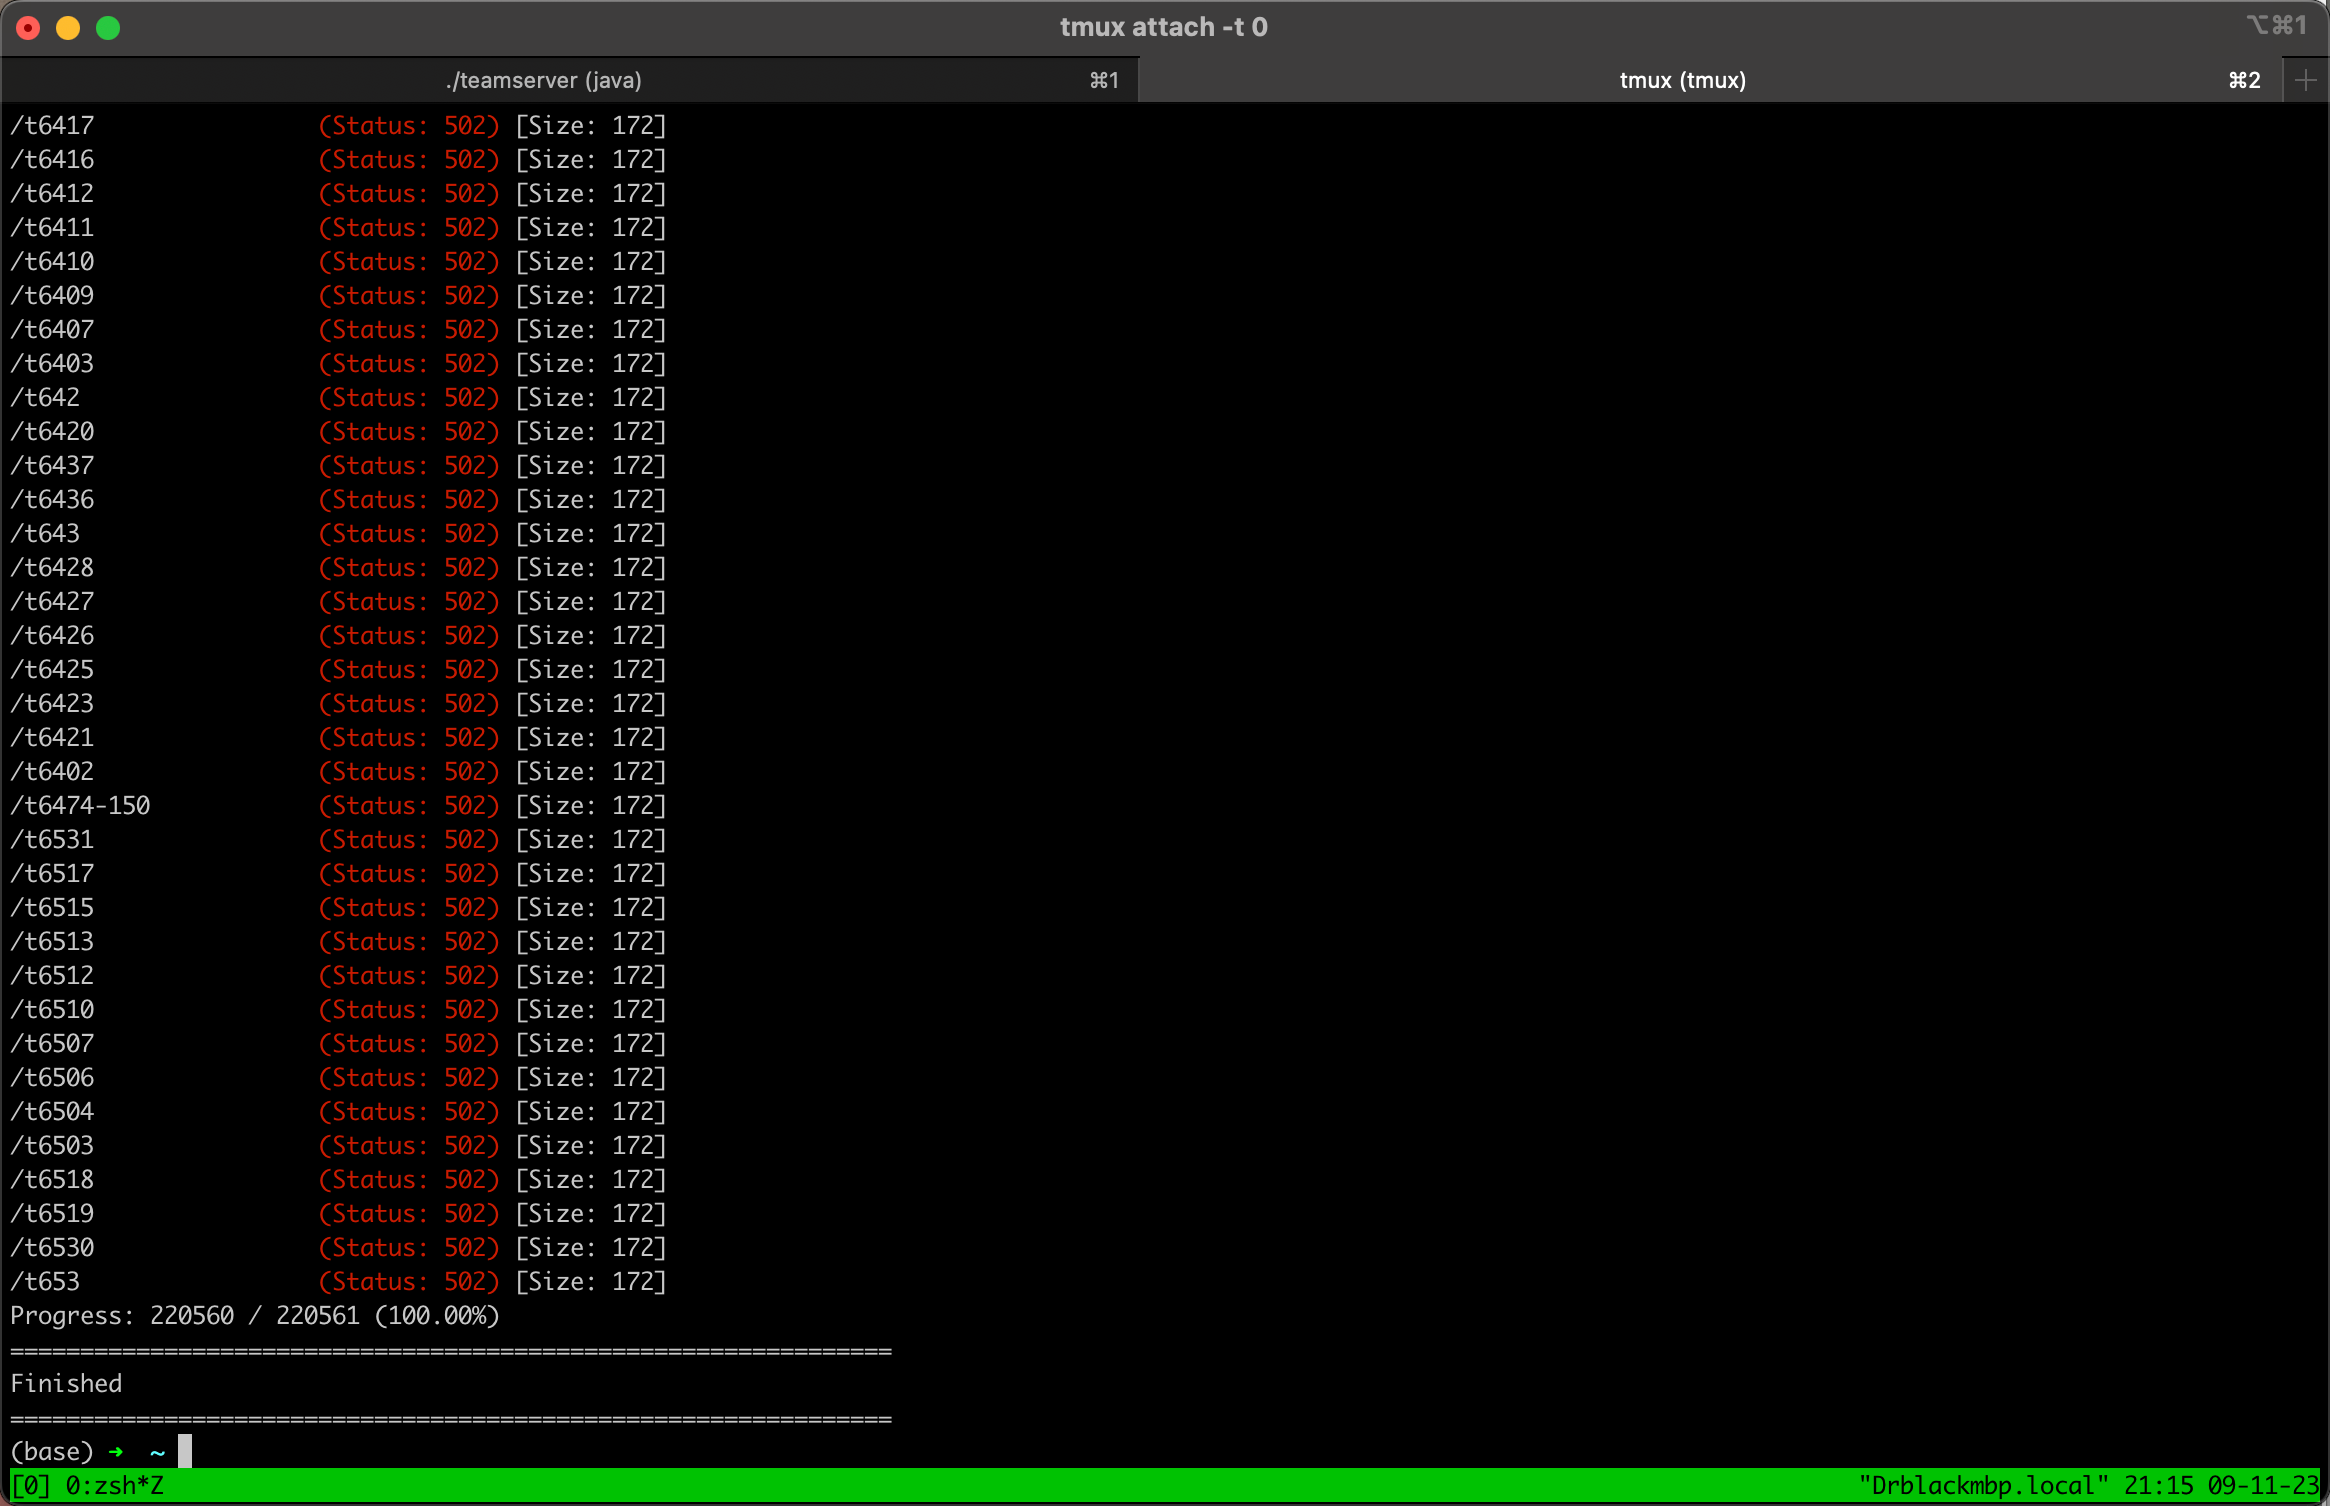 tmux attach -t 0 ⌥⌘1
./teamserver (java) ⌘1 tmux (tmux) ⌘2 +
/t6417 (Status: 502) [Size: 172]
/t6416 (Status: 502) [Size: 172]
/t6412 (Status: 502) [Size: 172]
/t6411 (Status: 502) [Size: 172]
/t6410 (Status: 502) [Size: 172]
/t6409 (Status: 502) [Size: 172]
/t6407 (Status: 502) [Size: 172]
/t6403 (Status: 502) [Size: 172]
/t642 (Status: 502) [Size: 172]
/t6420 (Status: 502) [Size: 172]
/t6437 (Status: 502) [Size: 172]
/t6436 (Status: 502) [Size: 172]
/t643 (Status: 502) [Size: 172]
/t6428 (Status: 502) [Size: 172]
/t6427 (Status: 502) [Size: 172]
/t6426 (Status: 502) [Size: 172]
/t6425 (Status: 502) [Size: 172]
/t6423 (Status: 502) [Size: 172]
/t6421 (Status: 502) [Size: 172]
/t6402 (Status: 502) [Size: 172]
/t6474-150 (Status: 502) [Size: 172]
/t6531 (Status: 502) [Size: 172]
/t6517 (Status: 502) [Size: 172]
/t6515 (Status: 502) [Size: 172]
/t6513 (Status: 502) [Size: 172]
/t6512 (Status: 502) [Size: 172]
/t6510 (Status: 502) [Size: 172]
/t6507 (Status: 502) [Size: 172]
/t6506 (Status: 502) [Size: 172]
/t6504 (Status: 502) [Size: 172]
/t6503 (Status: 502) [Size: 172]
/t6518 (Status: 502) [Size: 172]
/t6519 (Status: 502) [Size: 172]
/t6530 (Status: 502) [Size: 172]
/t653 (Status: 502) [Size: 172]
Progress: 220560 / 220561 (100.00%)
===============================================================
Finished
===============================================================
(base) ➜ ~
[0] 0:zsh*Z "Drblackmbp.local" 21:15 09-11-23